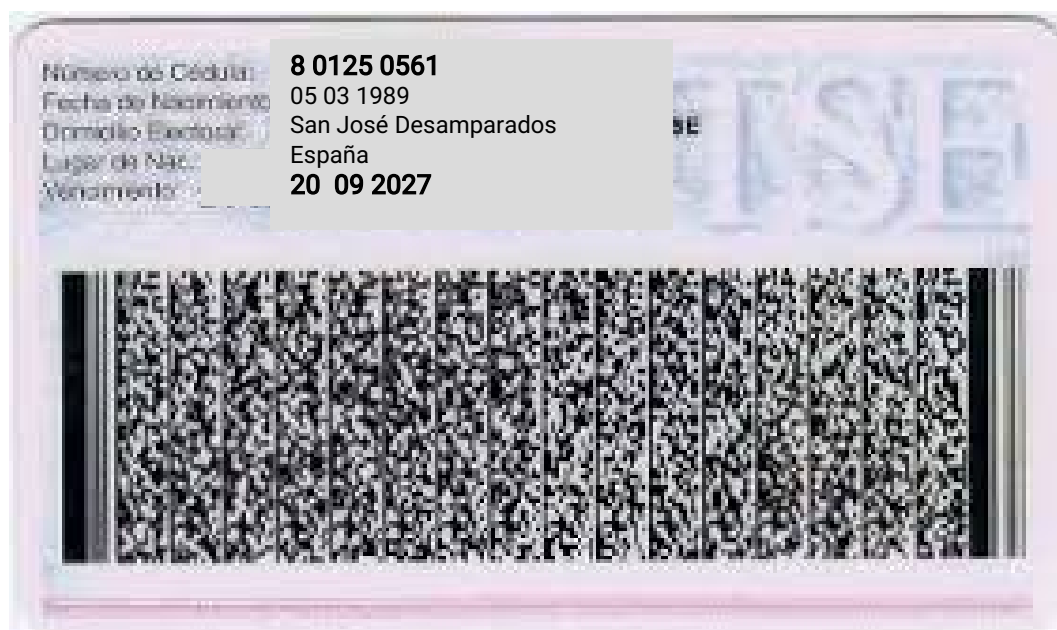 Número de Cédula: 8 0125 0561
Fecha de Nacimiento: 05 03 1989
Domicilio Electoral: San José Desamparados
Lugar de Nac.: España
Vencimiento: 20 09 2027
SE
TSE